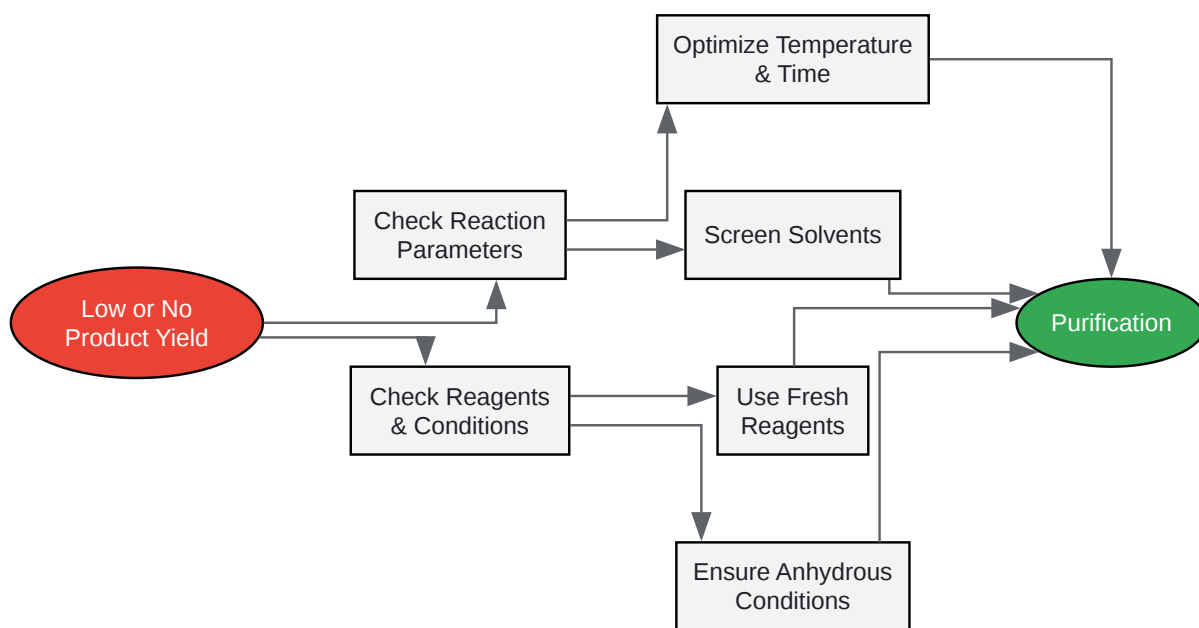 Optimize Temperature
& Time
Check Reaction
Parameters
Screen Solvents
Low or No
Product Yield
Purification
Check Reagents
& Conditions
Use Fresh
Reagents
Ensure Anhydrous
Conditions